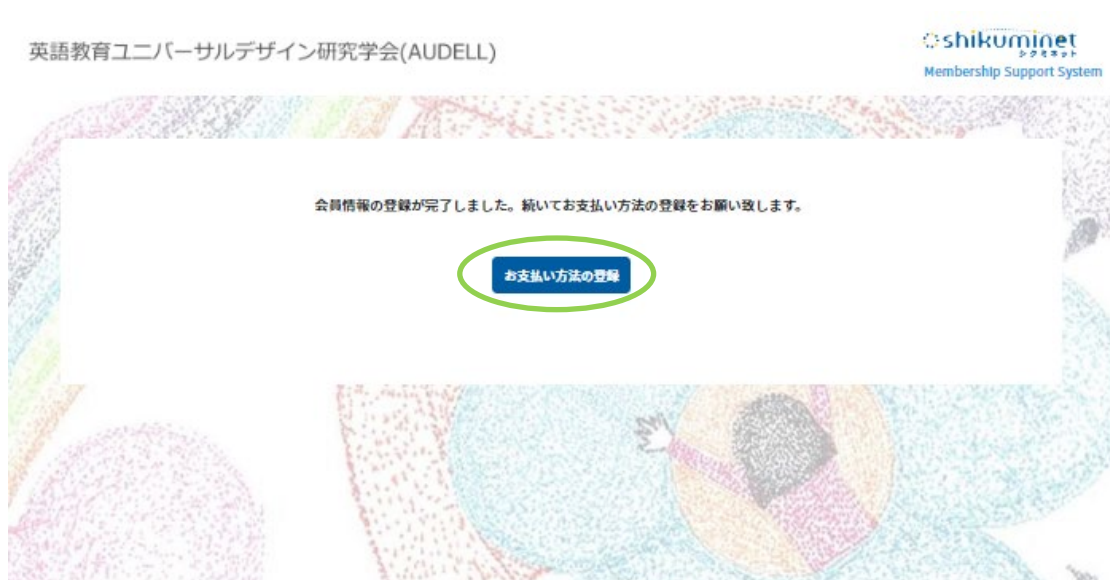 英語教育ユニバーサルデザイン研究学会(AUDELL)
shikuminet
シクミネット
Membership Support System
会員情報の登録が完了しました。続いてお支払い方法の登録をお願い致します。
お支払い方法の登録